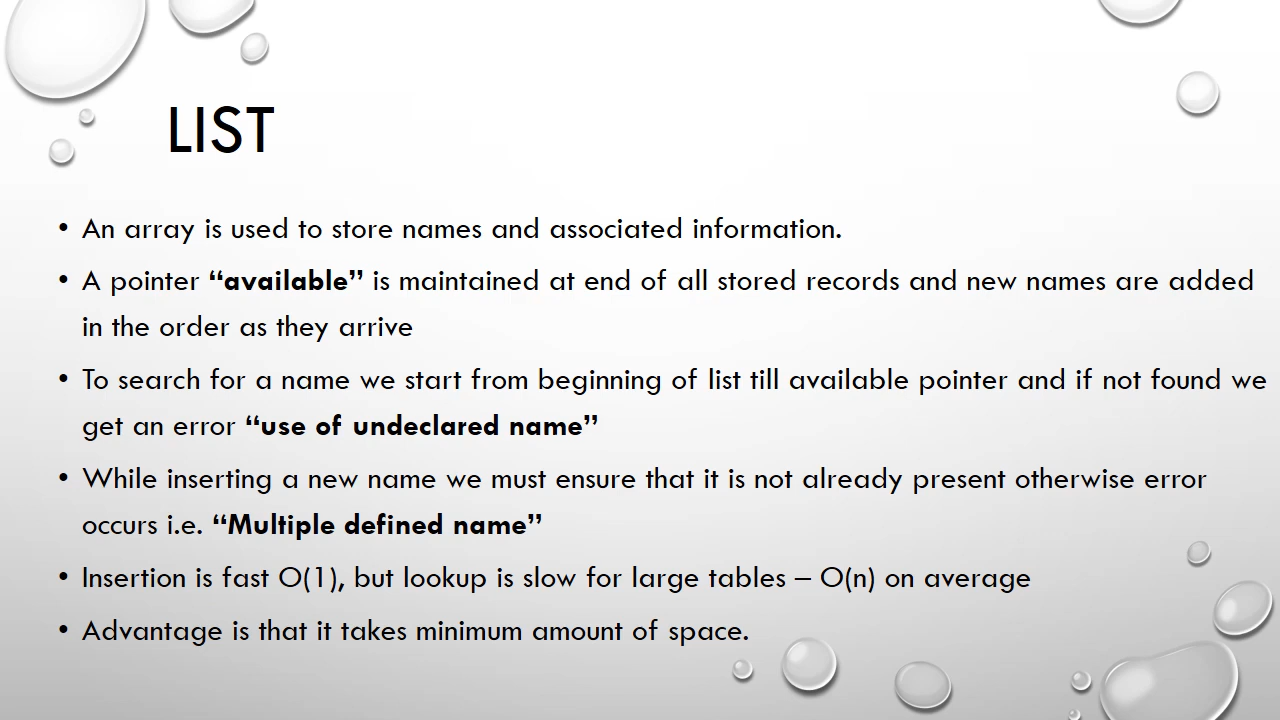 LIST
• An array is used to store names and associated information.
• A pointer “available” is maintained at end of all stored records and new names are added
in the order as they arrive
• To search for a name we start from beginning of list till available pointer and if not found we
get an error “use of undeclared name”
• While inserting a new name we must ensure that it is not already present otherwise error
occurs i.e. “Multiple defined name”
• Insertion is fast O(1), but lookup is slow for large tables – O(n) on average
• Advantage is that it takes minimum amount of space.